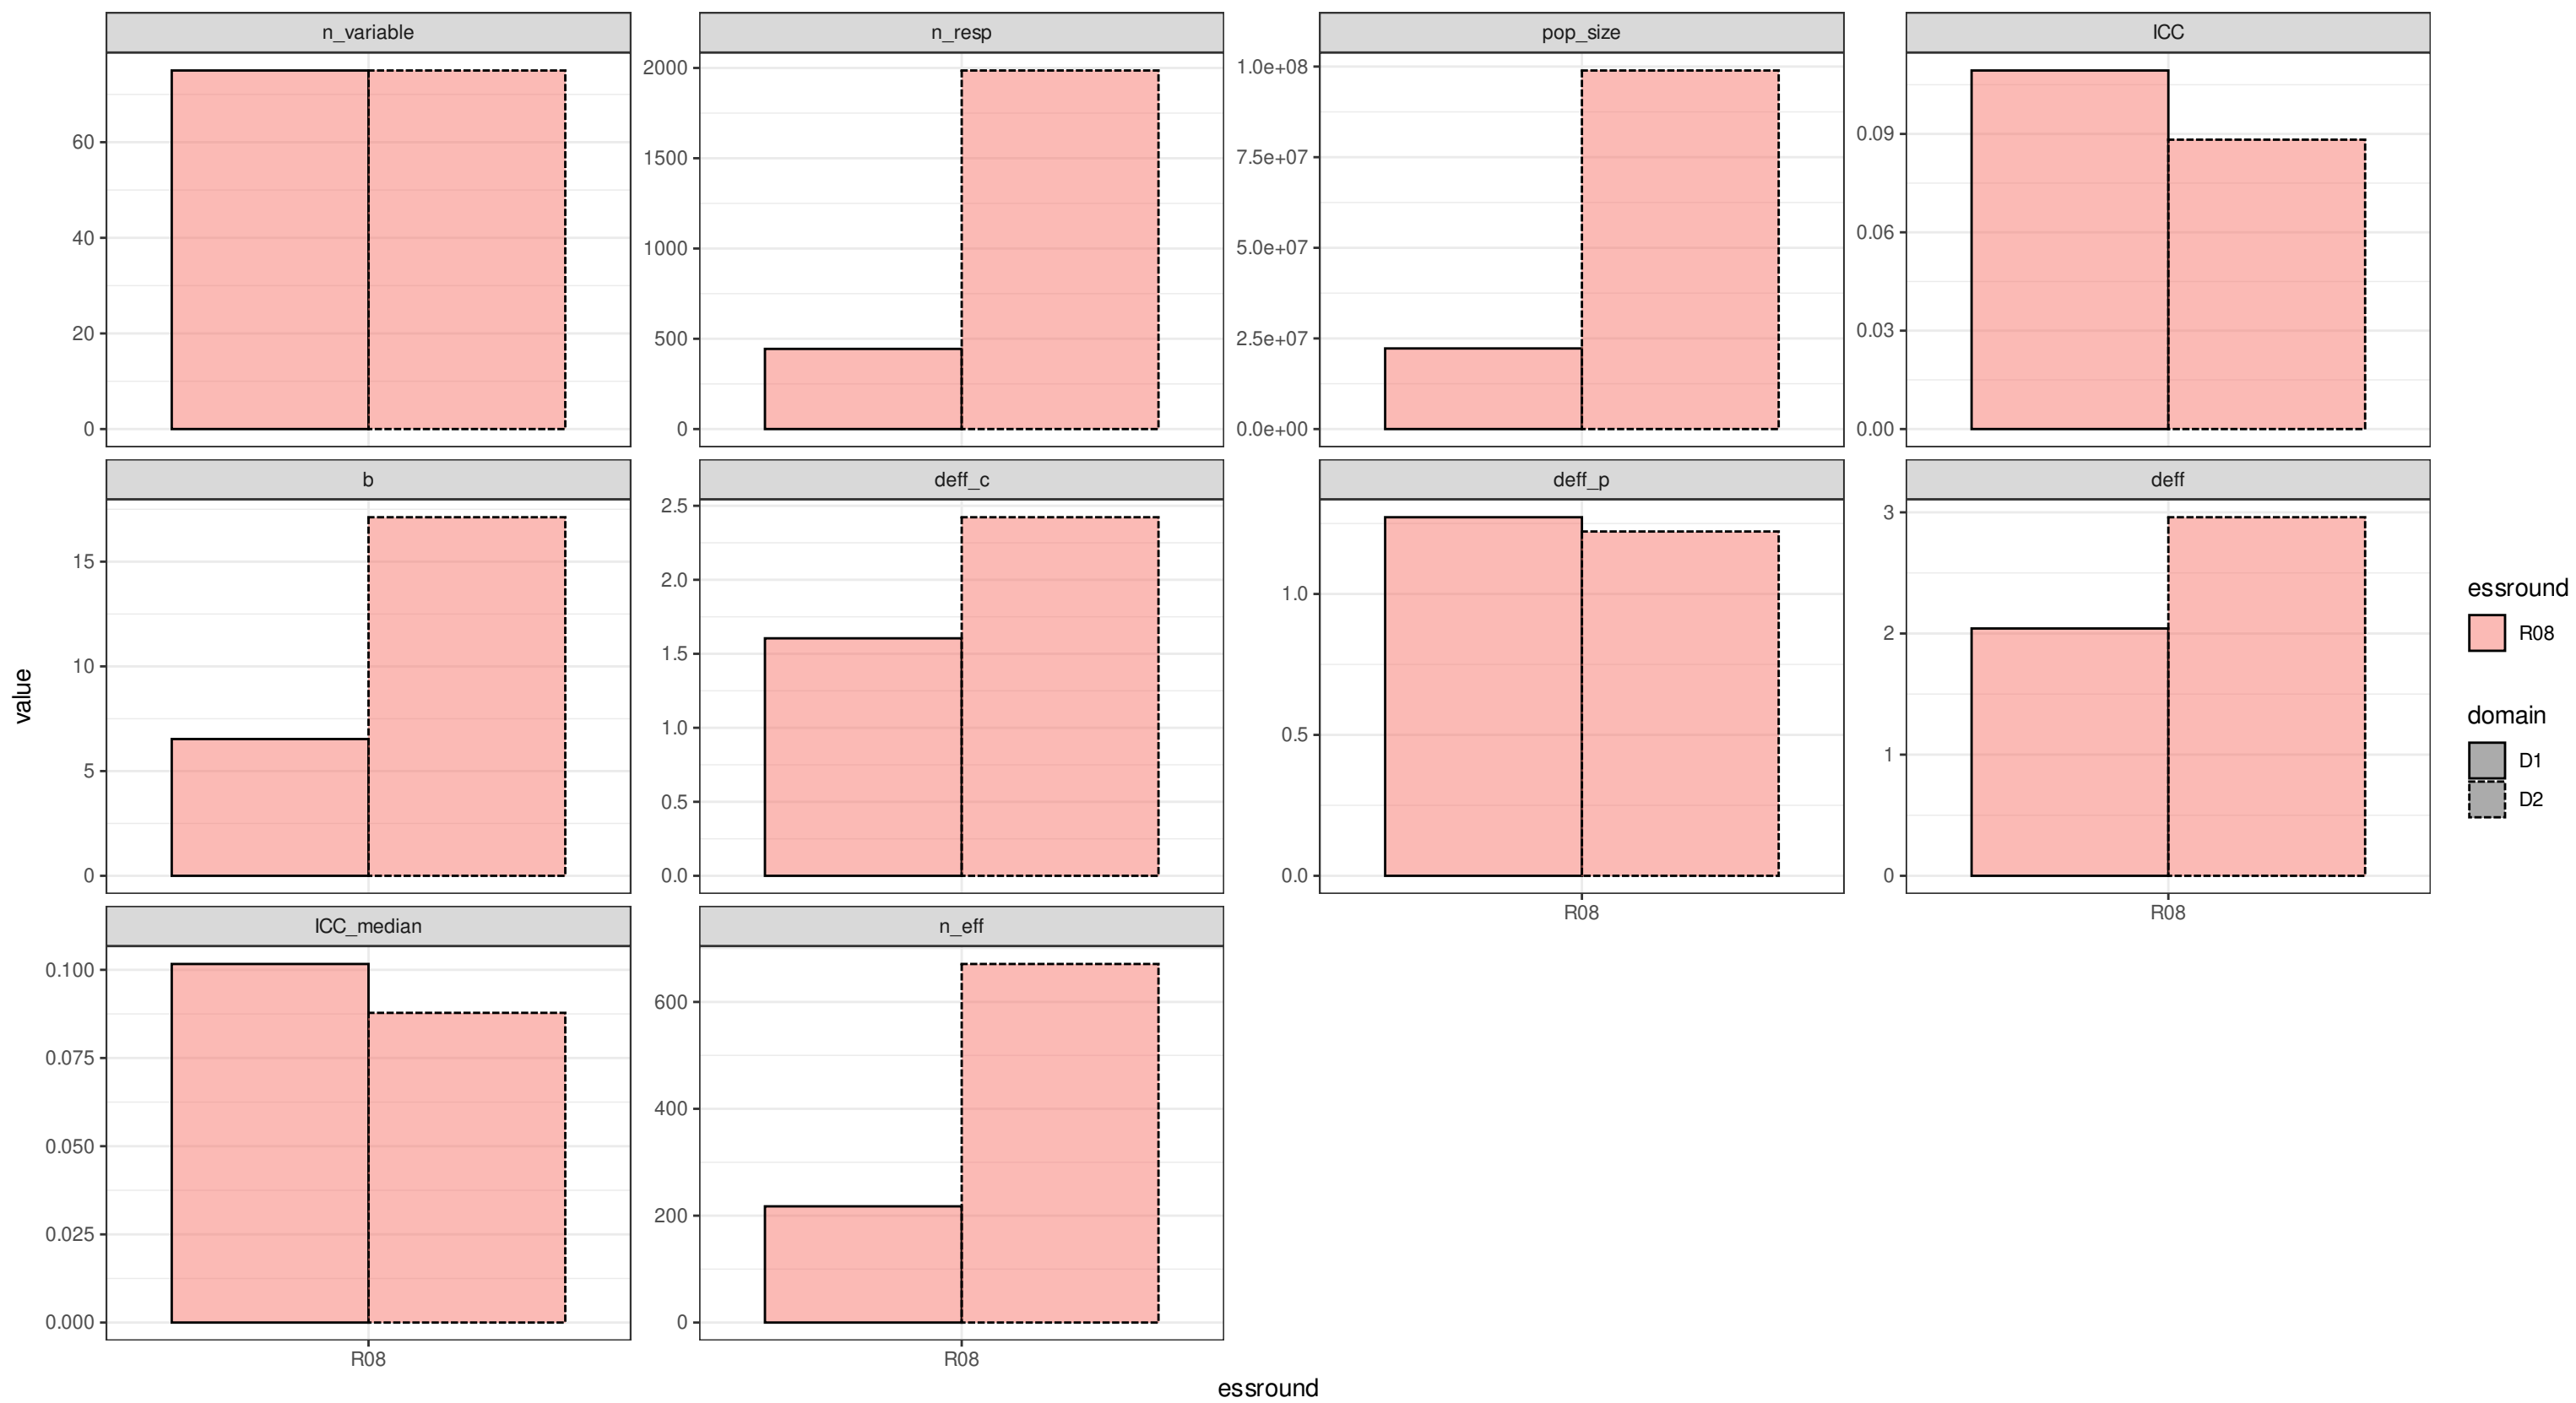 n_variable
n_resp
pop_size
ICC
60
40
20
0
2000
1500
1000
500
0
1.0e+08
7.5e+07
5.0e+07
2.5e+07
0.0e+00
0.09
0.06
0.03
0.00
b
deff_c
deff_p
deff
15
10
5
0
2.5
2.0
1.5
1.0
0.5
0.0
1.0
0.5
0.0
3
2
1
0
R08
R08
ICC_median
n_eff
0.100
0.075
0.050
0.025
0.000
600
400
200
0
R08
R08
value
essround
essround
R08
domain
D1
D2